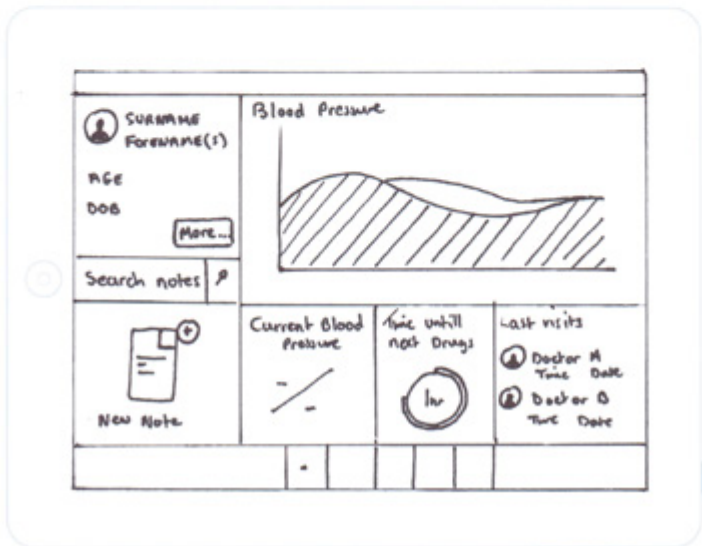 SURNAME
FORENAME(S)
AGE
DOB
More...
Search notes
New Note
Blood Pressure
Current Blood
Pressure
Time untill
next Drugs
1hr
Last visits
Doctor A
Time Date
Doctor B
Time Date